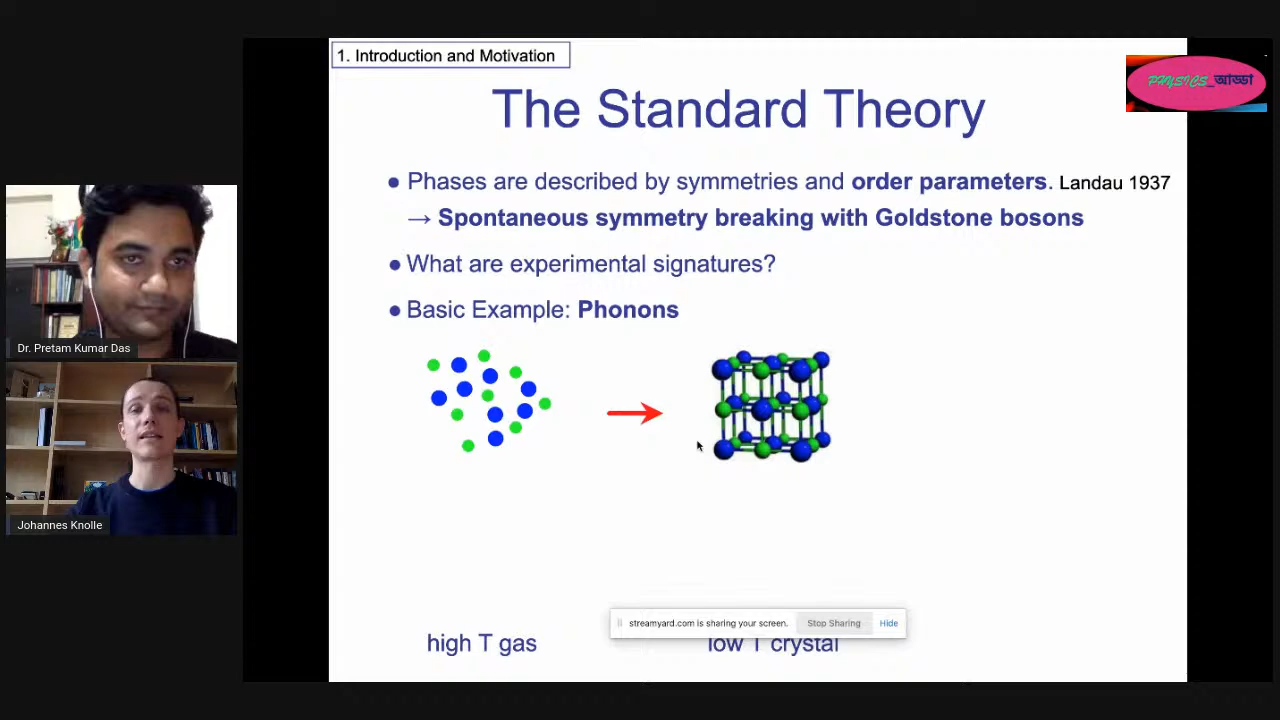 1. Introduction and Motivation
PHYSICS_আড্ডা
The Standard Theory
● Phases are described by symmetries and order parameters. Landau 1937
→ Spontaneous symmetry breaking with Goldstone bosons
● What are experimental signatures?
● Basic Example: Phonons
Dr. Pretam Kumar Das
Johannes Knolle
streamyard.com is sharing your screen. Stop Sharing Hide
high T gas low T crystal